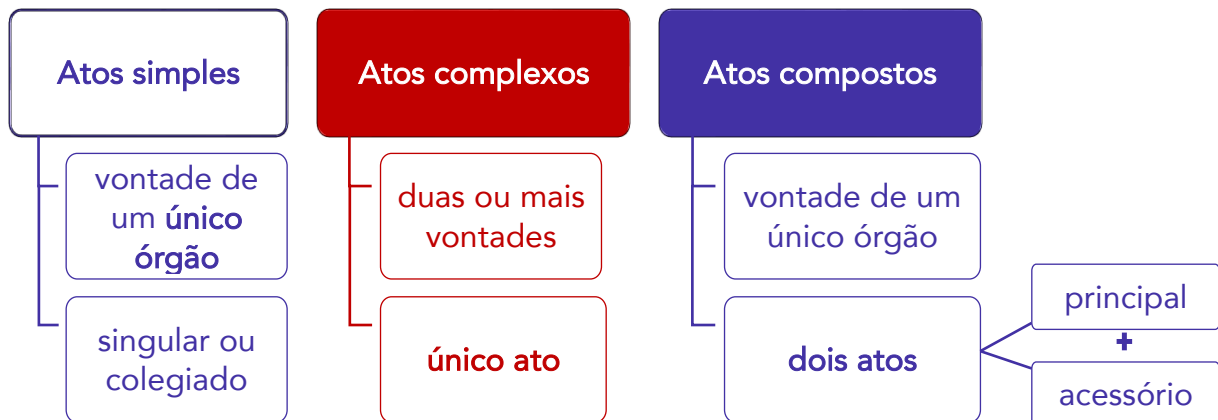 Atos simples
vontade de
um único
órgão
singular ou
colegiado
Atos complexos
duas ou mais
vontades
único ato
Atos compostos
vontade de um
único órgão
dois atos
principal
+
acessório